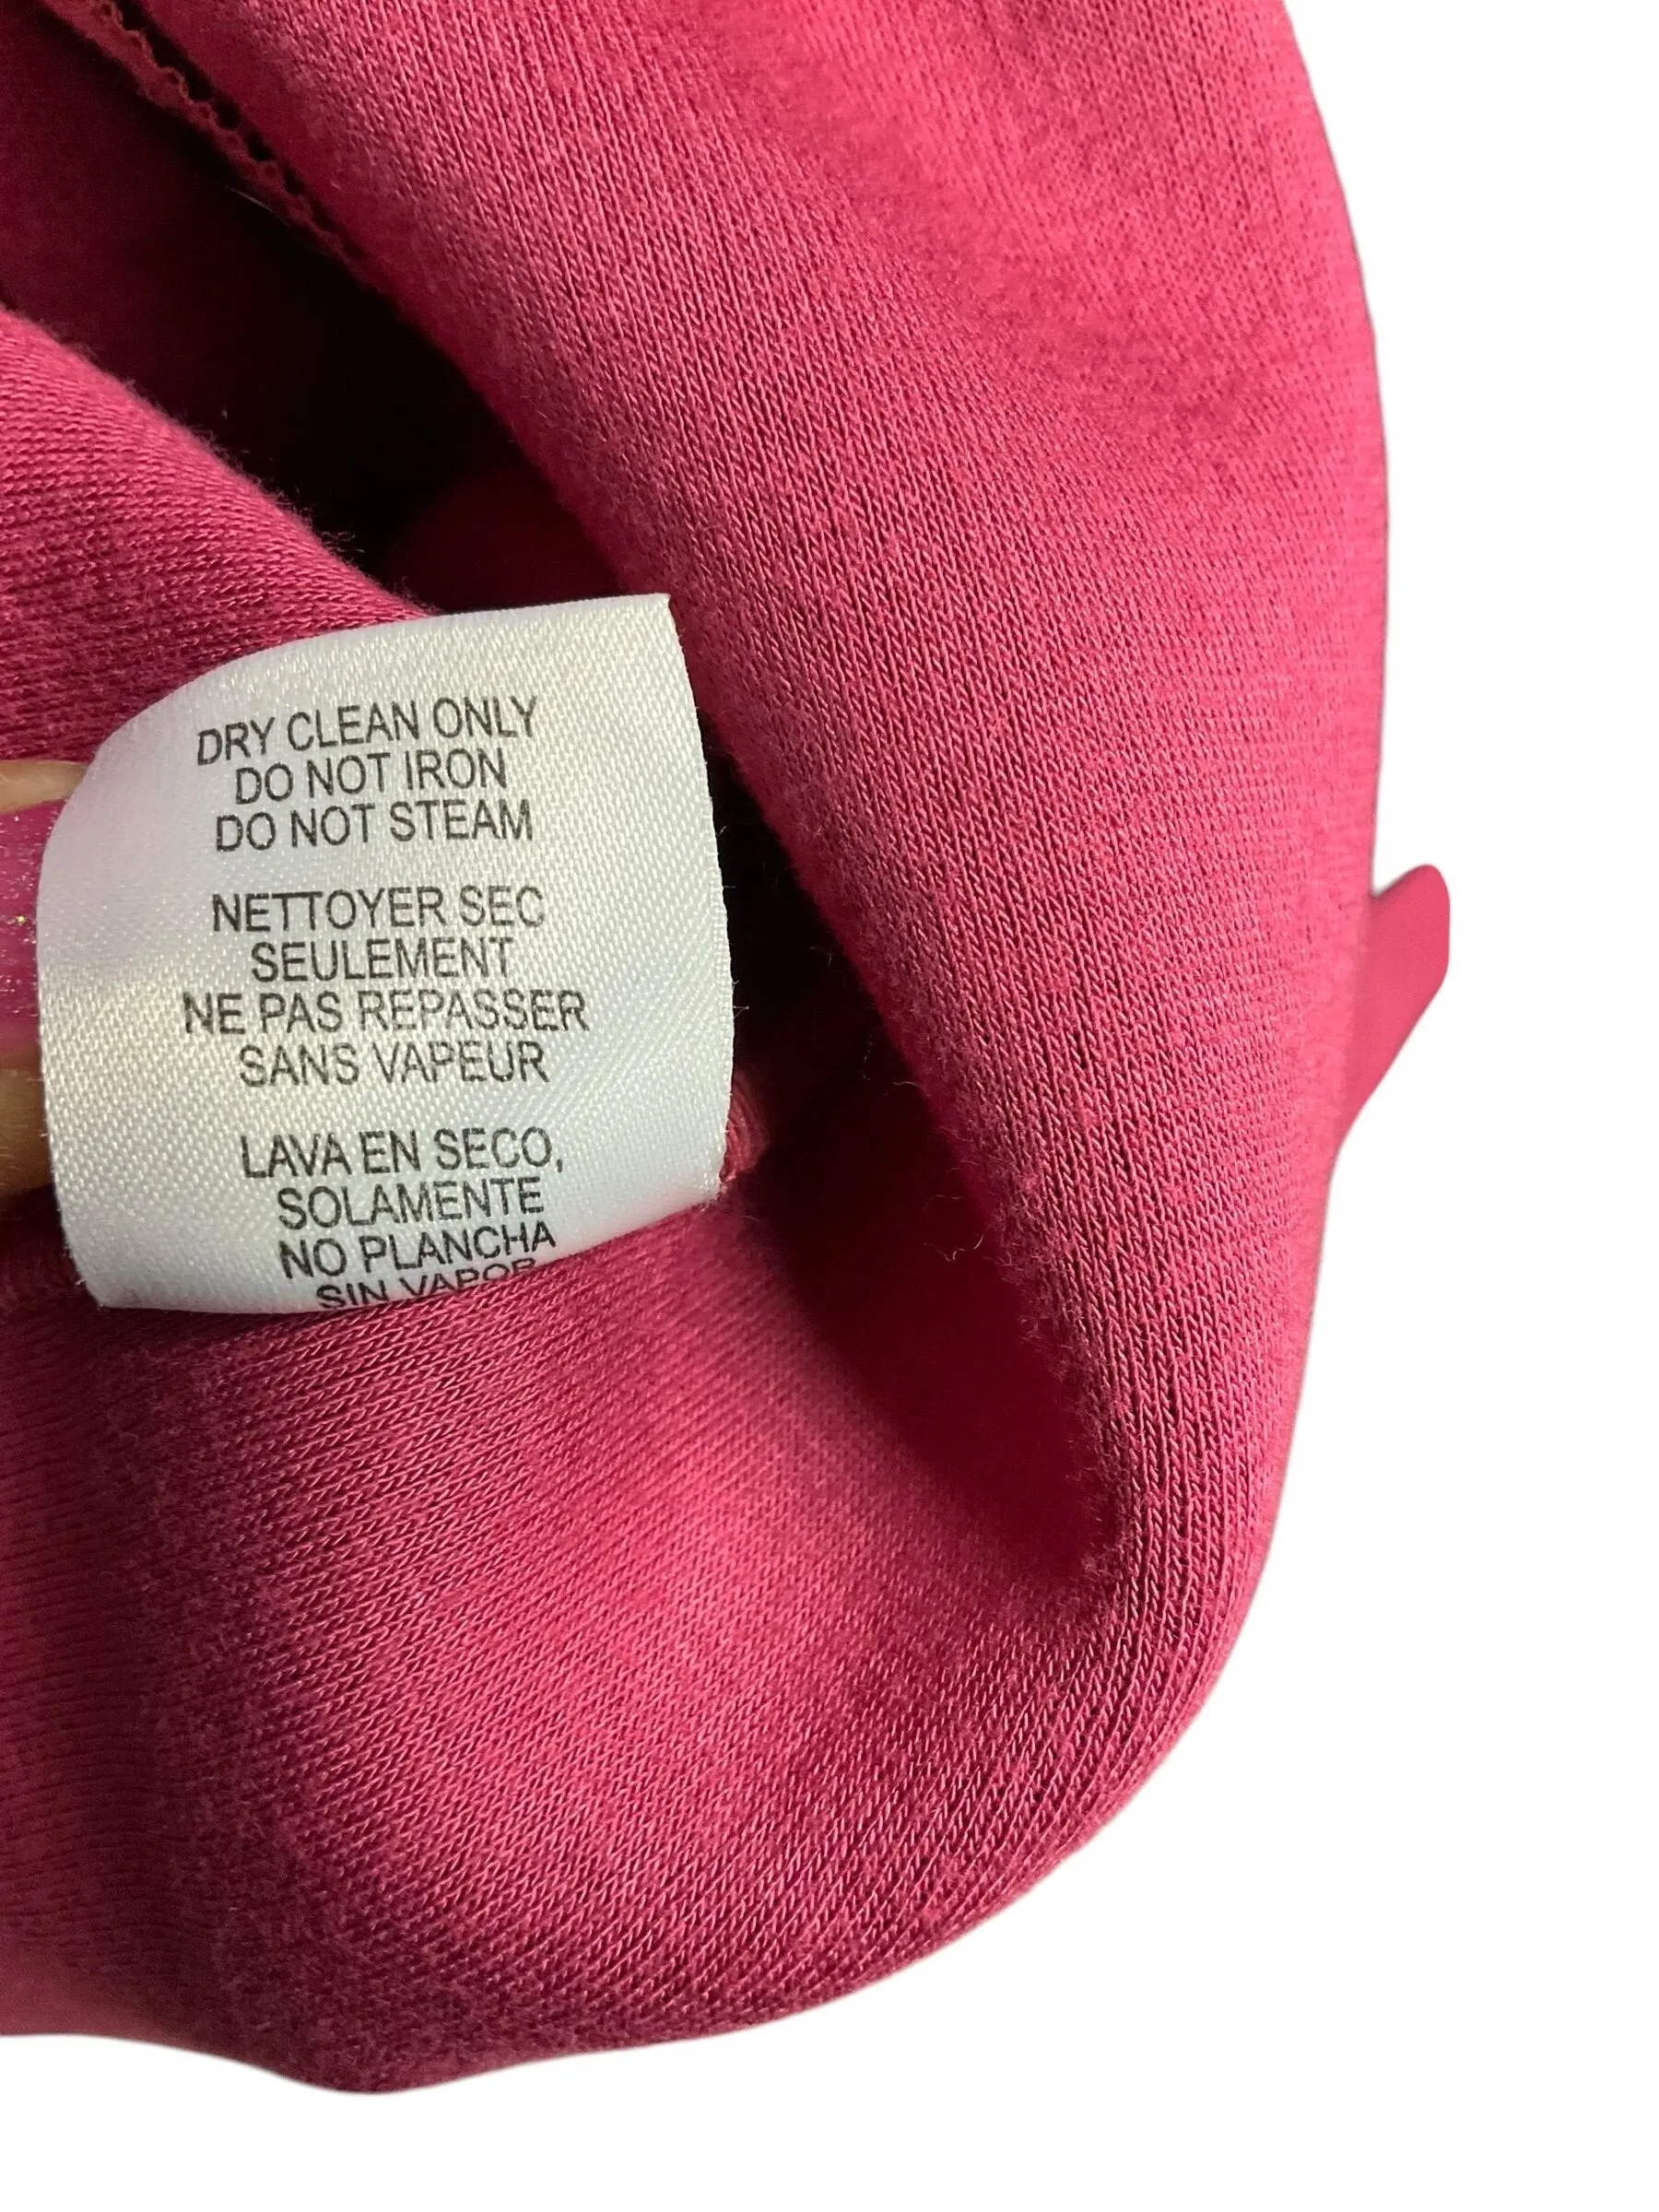 DRY CLEAN ONLY
DO NOT IRON
DO NOT STEAM
NETTOYER SEC
SEULEMENT
NE PAS REPASSER
SANS VAPEUR
LAVA EN SECO,
SOLAMENTE
NO PLANCHA
SIN VAPOR